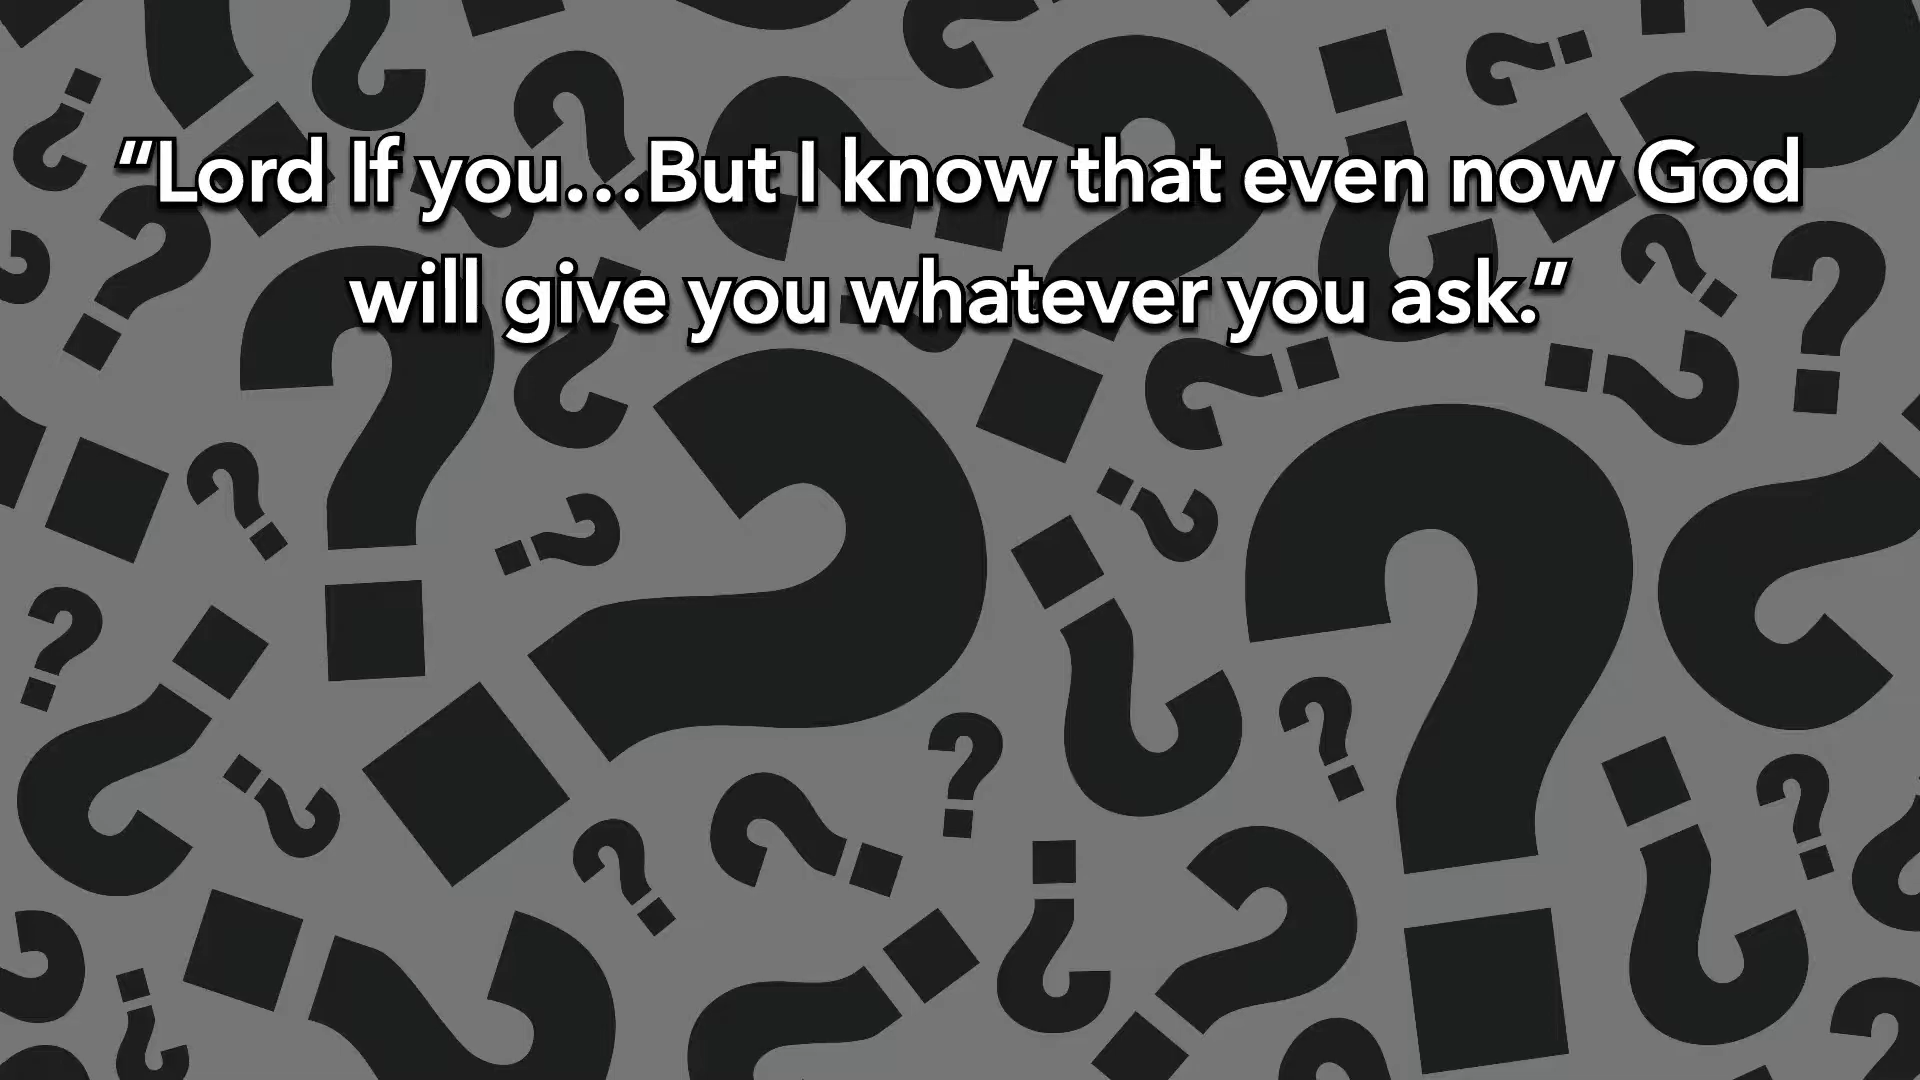 “Lord If you...But I know that even now God
will give you whatever you ask.”